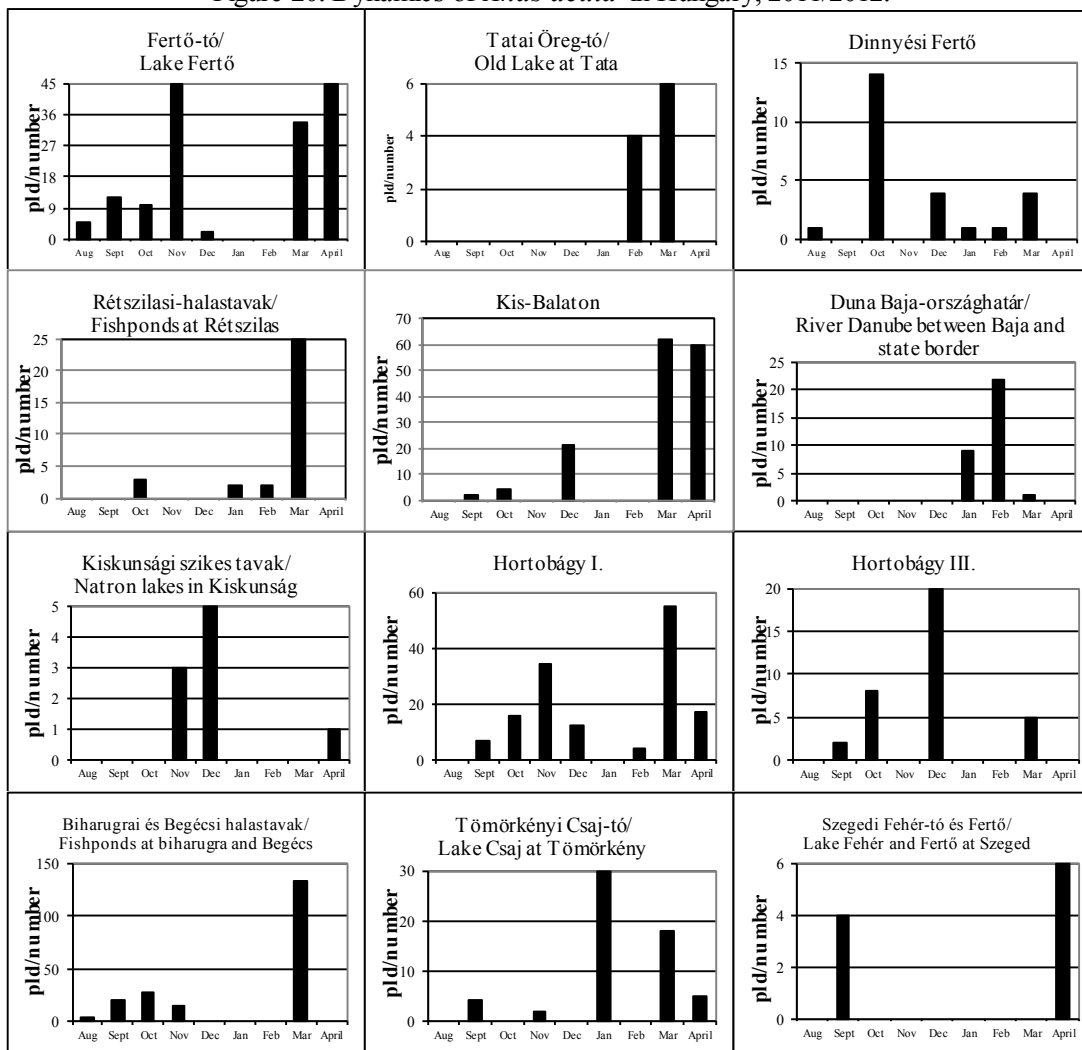 Dynamics of Anas acuta in Hungary, 2011/2012.
Fertő-tó/
Lake Fertő
pld/number
45
36
27
18
9
0
Aug Sept Oct Nov Dec Jan Feb Mar April
Tatai Öreg-tó/
Old Lake at Tata
pld/number
6
4
2
0
Aug Sept Oct Nov Dec Jan Feb Mar April
Dinnyési Fertő
pld/number
15
10
5
0
Aug Sept Oct Nov Dec Jan Feb Mar April
Rétszilasi-halastavak/
Fishponds at Rétszilas
pld/number
25
20
15
10
5
0
Aug Sept Oct Nov Dec Jan Feb Mar April
Kis-Balaton
pld/number
70
60
50
40
30
20
10
0
Aug Sept Oct Nov Dec Jan Feb Mar April
Duna Baja-országhatár/
River Danube between Baja and
state border
pld/number
25
20
15
10
5
0
Aug Sept Oct Nov Dec Jan Feb Mar April
Kiskunsági szikes tavak/
Natron lakes in Kiskunság
pld/number
5
4
3
2
1
0
Aug Sept Oct Nov Dec Jan Feb Mar April
Hortobágy I.
pld/number
60
40
20
0
Aug Sept Oct Nov Dec Jan Feb Mar April
Hortobágy III.
pld/number
20
15
10
5
0
Aug Sept Oct Nov Dec Jan Feb Mar April
Biharugrai és Begécsi halastavak/
Fishponds at biharugra and Begécs
pld/number
150
100
50
0
Aug Sept Oct Nov Dec Jan Feb Mar April
Tömörkényi Csaj-tó/
Lake Csaj at Tömörkény
pld/number
30
20
10
0
Aug Sept Oct Nov Dec Jan Feb Mar April
Szegedi Fehér-tó és Fertő/
Lake Fehér and Fertő at Szeged
pld/number
6
4
2
0
Aug Sept Oct Nov Dec Jan Feb Mar April